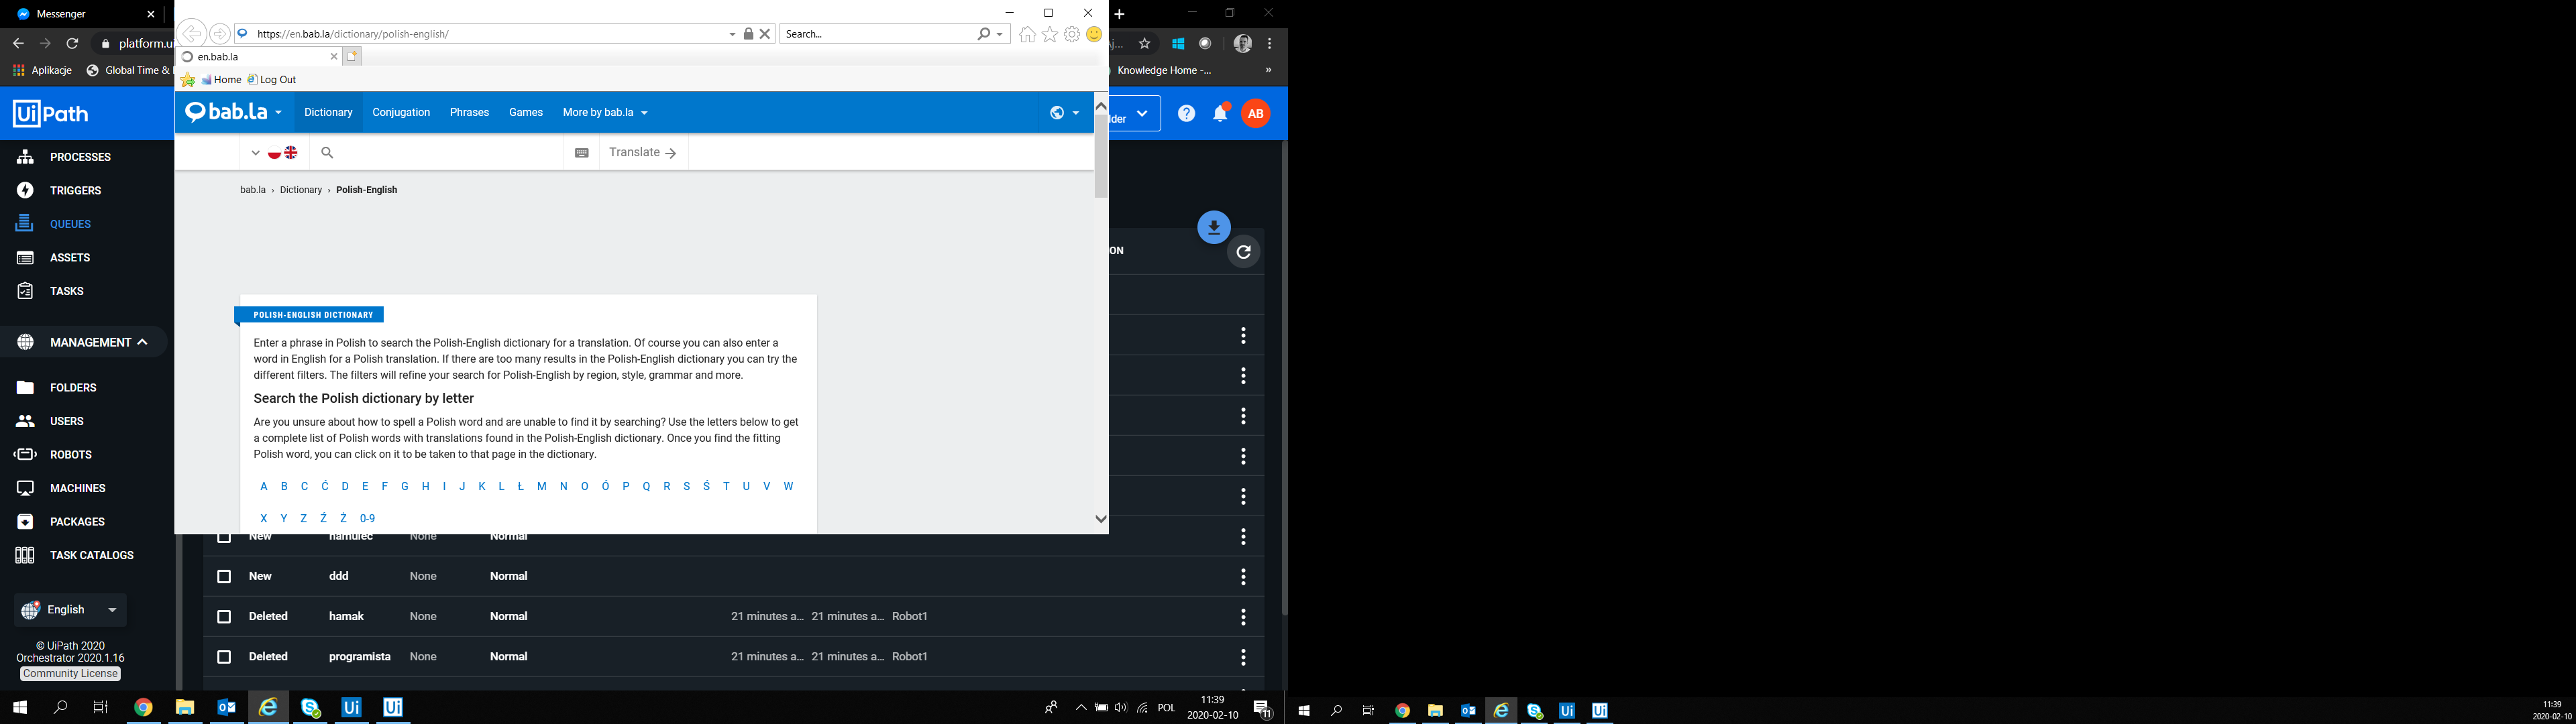 Messenger
platform.ui
Aplikacje
Global Time &
https://en.bab.la/dictionary/polish-english/
Search...
en.bab.la
Home
Log Out
Knowledge Home -...
»
UiPath
bab.la
Dictionary
Conjugation
Phrases
Games
More by bab.la
lder
AB
Translate
bab.la › Dictionary › Polish-English
PROCESSES
TRIGGERS
QUEUES
ASSETS
TASKS
MANAGEMENT
FOLDERS
USERS
ROBOTS
MACHINES
PACKAGES
TASK CATALOGS
English
© UiPath 2020
Orchestrator 2020.1.16
Community License
ON
POLISH-ENGLISH DICTIONARY
Enter a phrase in Polish to search the Polish-English dictionary for a translation. Of course you can also enter a
word in English for a Polish translation. If there are too many results in the Polish-English dictionary you can try the
different filters. The filters will refine your search for Polish-English by region, style, grammar and more.
Search the Polish dictionary by letter
Are you unsure about how to spell a Polish word and are unable to find it by searching? Use the letters below to get
a complete list of Polish words with translations found in the Polish-English dictionary. Once you find the fitting
Polish word, you can click on it to be taken to that page in the dictionary.
A B C Ć D E F G H I J K L Ł M N O Ó P Q R S Ś T U V W
X Y Z Ź Ż 0-9
New hamulec None Normal
New ddd None Normal
Deleted hamak None Normal 21 minutes a... 21 minutes a... Robot1
Deleted programista None Normal 21 minutes a... 21 minutes a... Robot1
POL
11:39
2020-02-10
11
11:39
2020-02-10